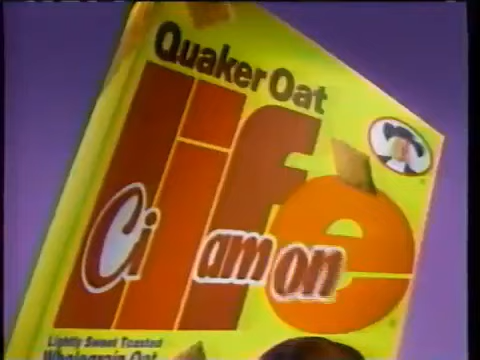 Quaker Oat
life
Ci am on
Lightly Sweet Toasted
Wholegrain Oat